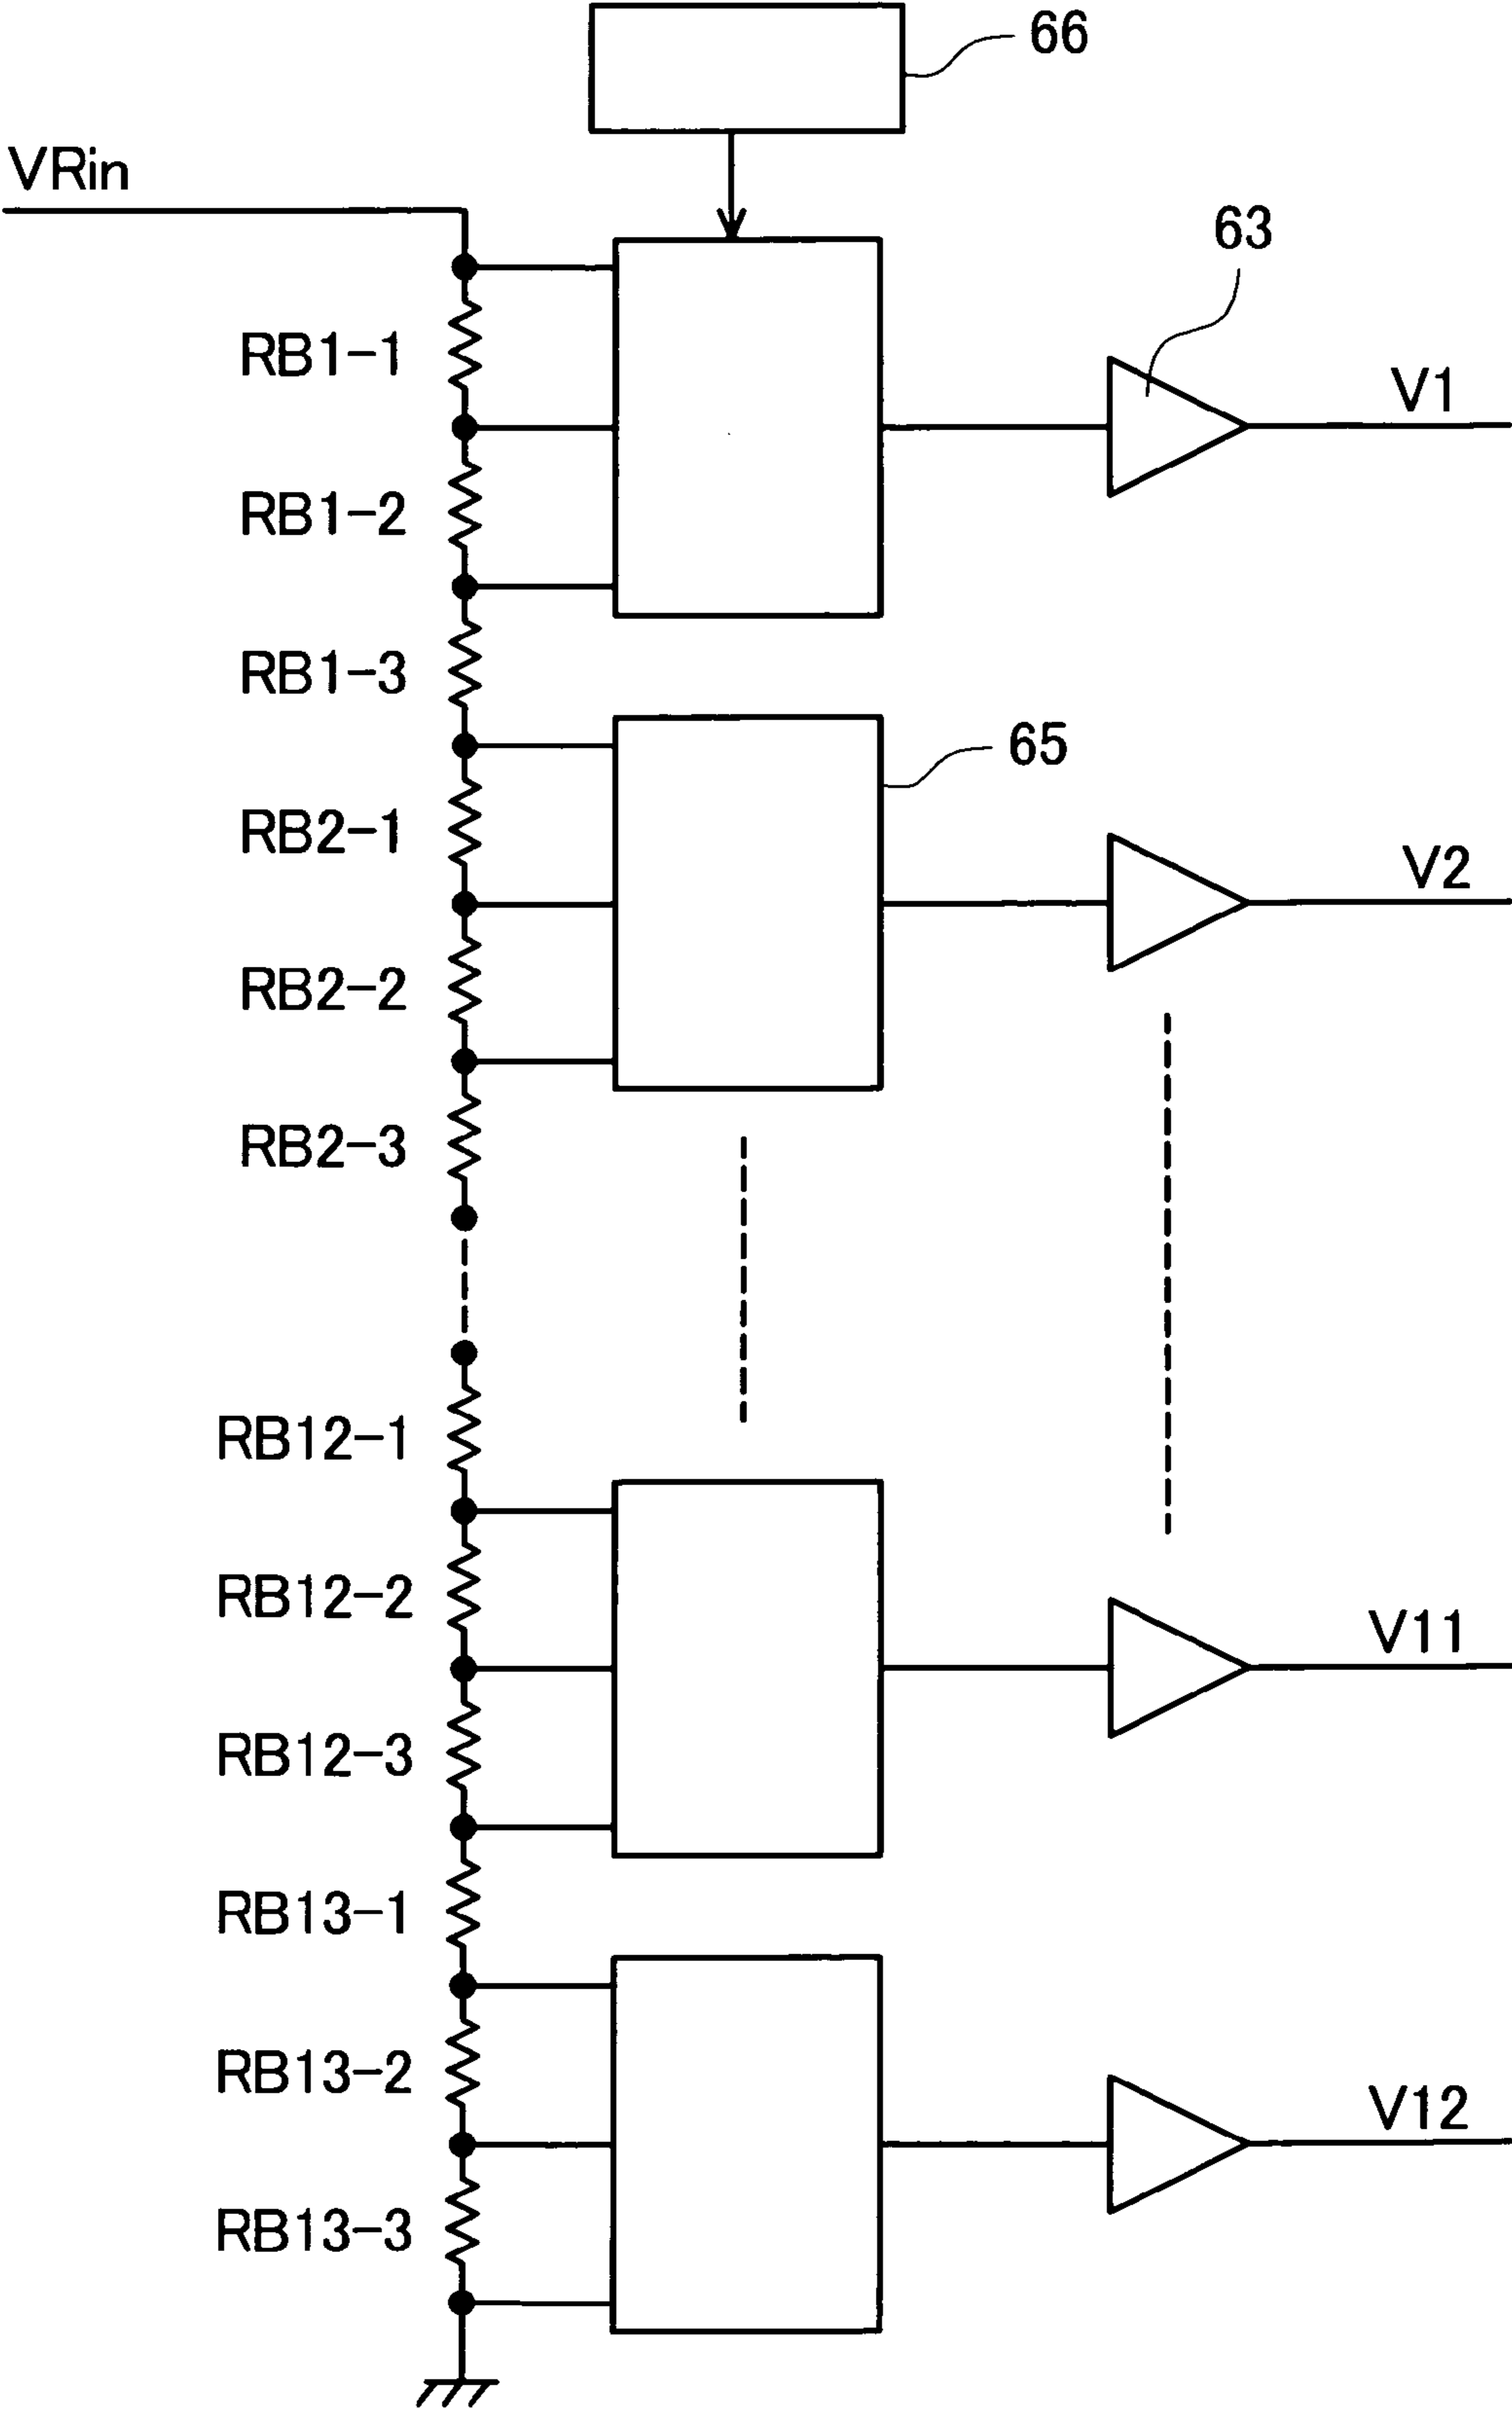 66
VRin
63
RB1-1
V1
RB1-2
RB1-3
65
RB2-1
V2
RB2-2
RB2-3
RB12-1
RB12-2
V11
RB12-3
RB13-1
RB13-2
V12
RB13-3